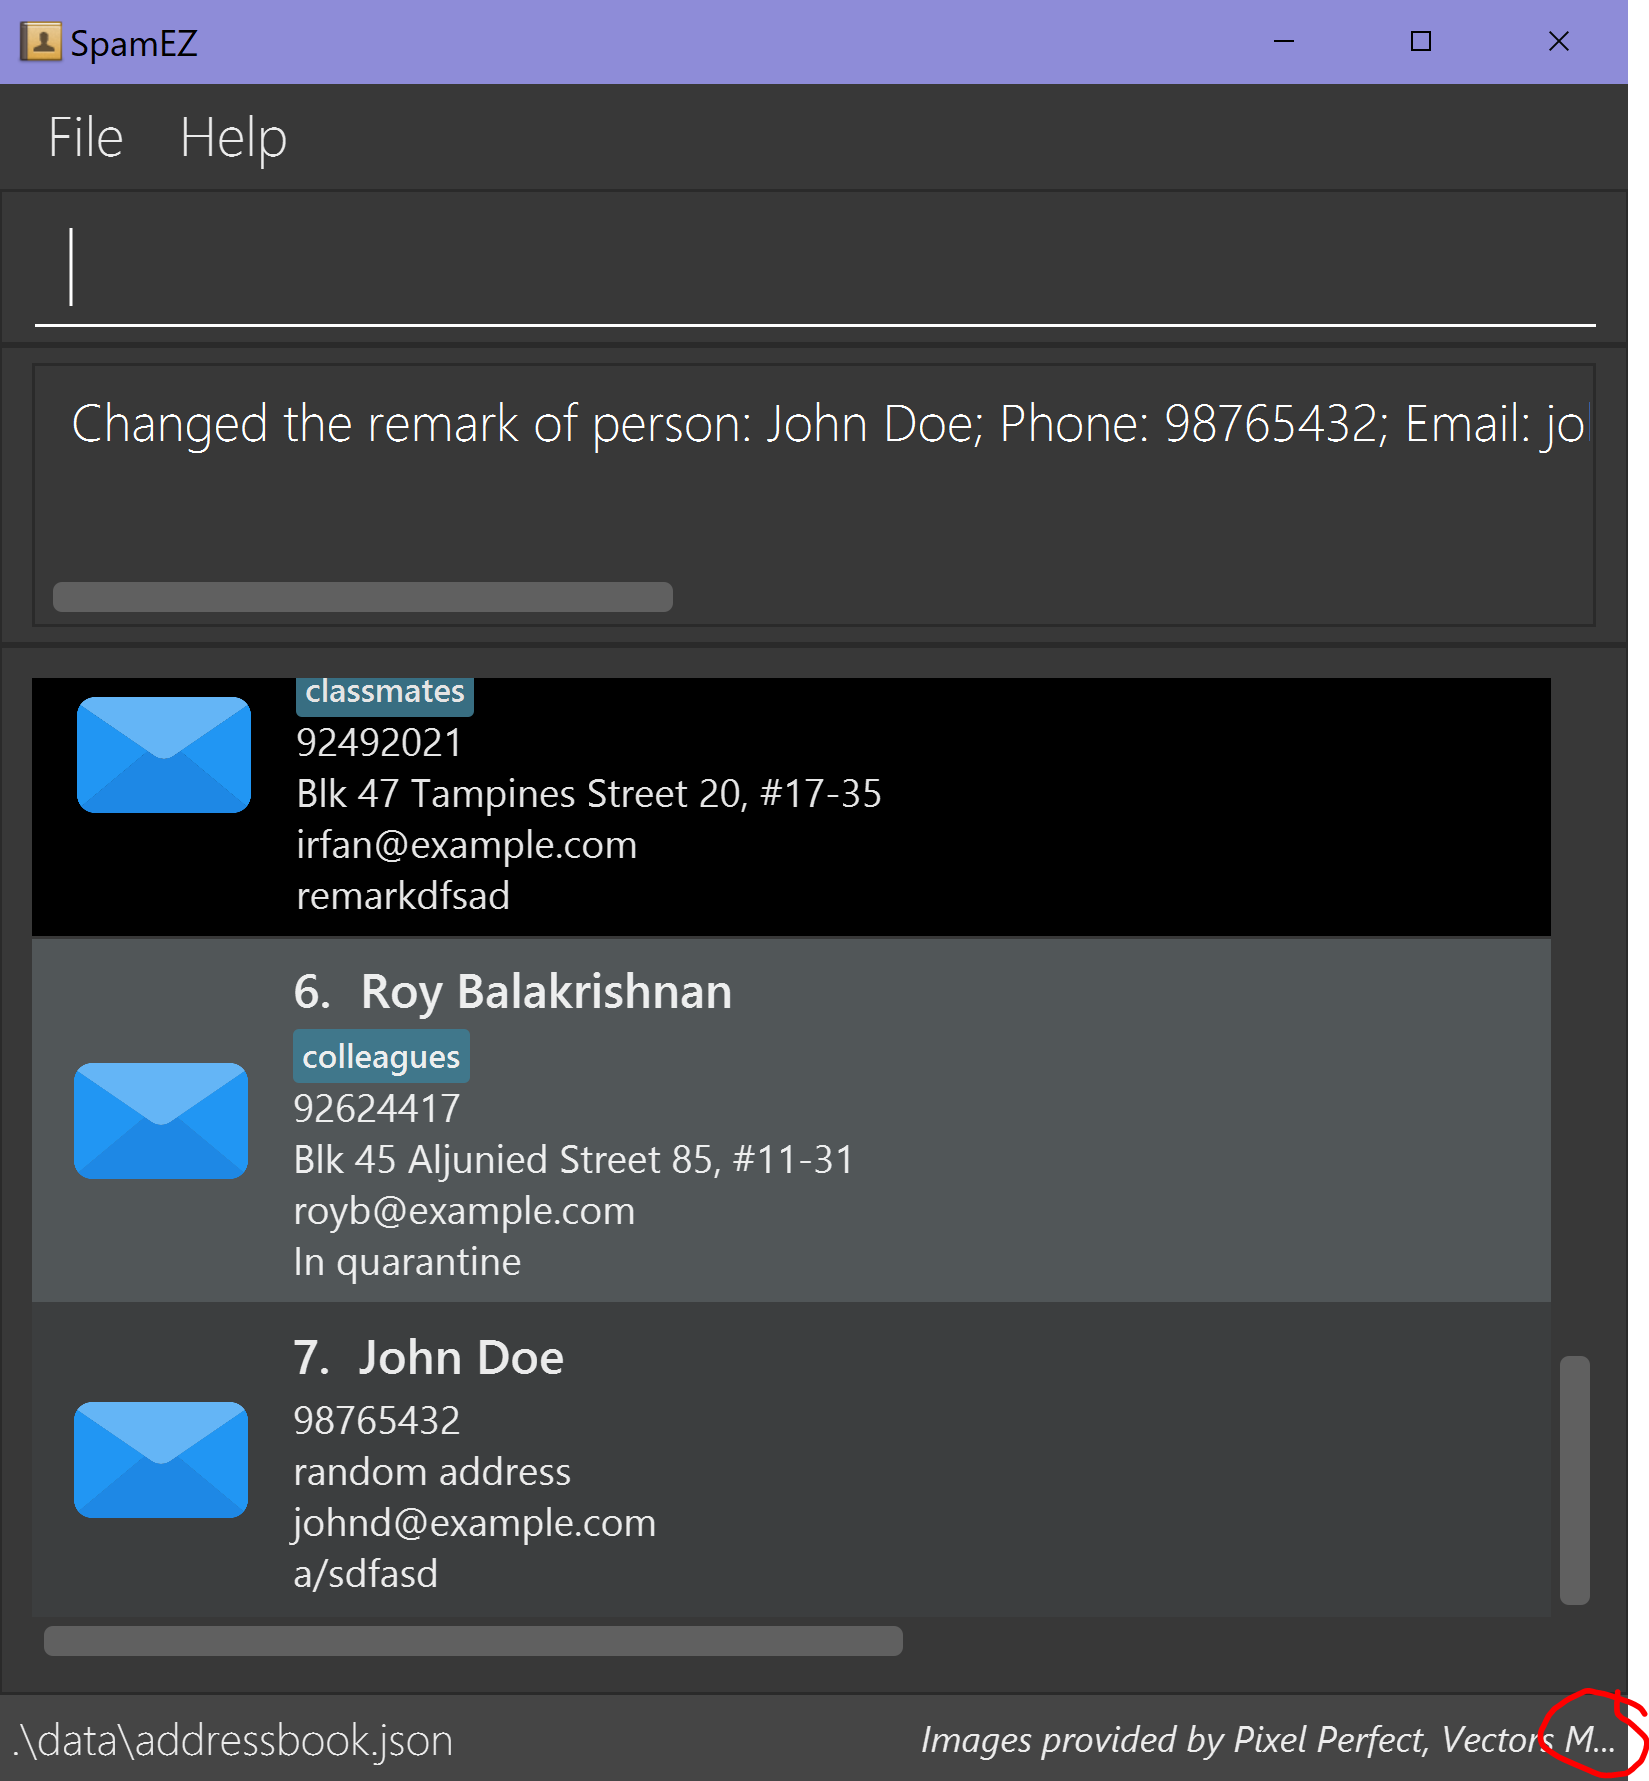 SpamEZ
File Help
Changed the remark of person: John Doe; Phone: 98765432; Email: jo
classmates
92492021
Blk 47 Tampines Street 20, #17-35
irfan@example.com
remarkdfsad
6. Roy Balakrishnan
colleagues
92624417
Blk 45 Aljunied Street 85, #11-31
royb@example.com
In quarantine
7. John Doe
98765432
random address
johnd@example.com
a/sdfasd
.\data\addressbook.json
Images provided by Pixel Perfect, Vectors M...